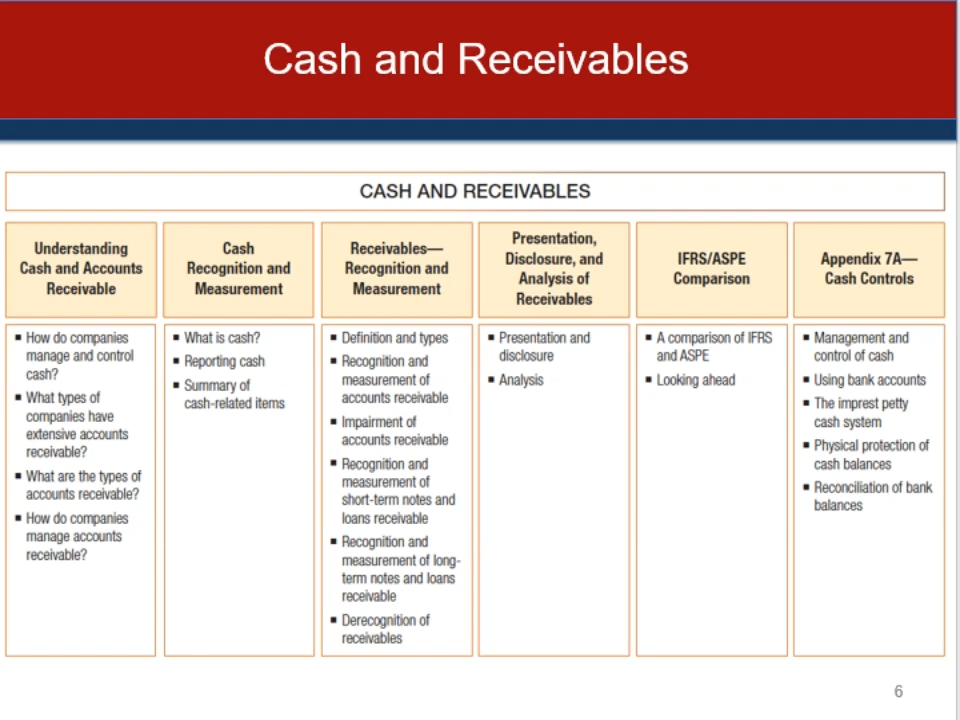 Cash and Receivables
CASH AND RECEIVABLES
Understanding
Cash and Accounts
Receivable
■ How do companies
manage and control
cash?
■ What types of
companies have
extensive accounts
receivable?
■ What are the types of
accounts receivable?
■ How do companies
manage accounts
receivable?
Cash
Recognition and
Measurement
■ What is cash?
■ Reporting cash
■ Summary of
cash-related items
Receivables—
Recognition and
Measurement
■ Definition and types
■ Recognition and
measurement of
accounts receivable
■ Impairment of
accounts receivable
■ Recognition and
measurement of
short-term notes and
loans receivable
■ Recognition and
measurement of long-
term notes and loans
receivable
■ Derecognition of
receivables
Presentation,
Disclosure, and
Analysis of
Receivables
■ Presentation and
disclosure
■ Analysis
IFRS/ASPE
Comparison
■ A comparison of IFRS
and ASPE
■ Looking ahead
Appendix 7A—
Cash Controls
■ Management and
control of cash
■ Using bank accounts
■ The imprest petty
cash system
■ Physical protection of
cash balances
■ Reconciliation of bank
balances
6